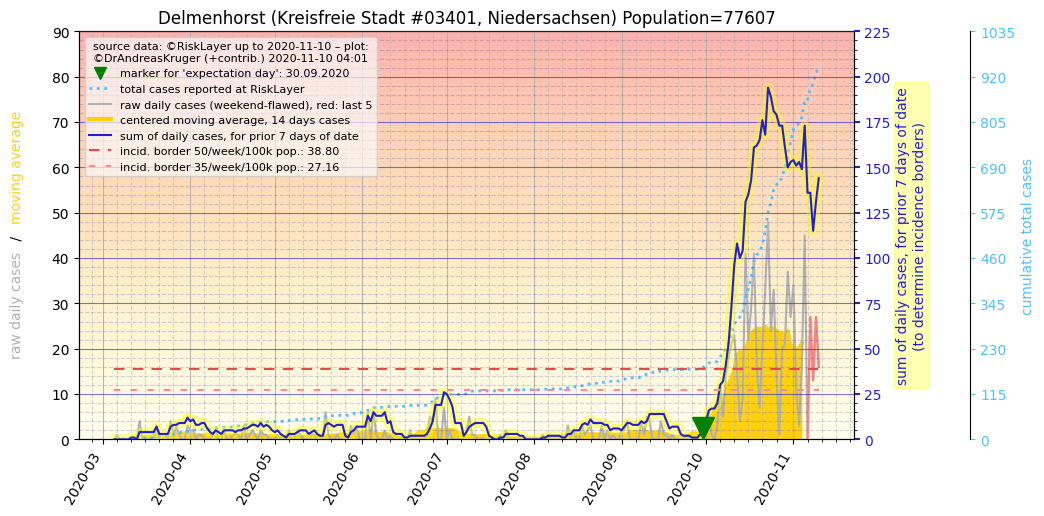 Delmenhorst (Kreisfreie Stadt #03401, Niedersachsen) Population=77607
source data: ©RiskLayer up to 2020-11-10 – plot:
©DrAndreasKruger (+contrib.) 2020-11-10 04:01
marker for 'expectation day': 30.09.2020
total cases reported at RiskLayer
raw daily cases (weekend-flawed), red: last 5
centered moving average, 14 days cases
sum of daily cases, for prior 7 days of date
incid. border 50/week/100k pop.: 38.80
incid. border 35/week/100k pop.: 27.16
raw daily cases / moving average
90
80
70
60
50
40
30
20
10
0
225
200
175
150
125
100
75
50
25
0
sum of daily cases, for prior 7 days of date
(to determine incidence borders)
1035
920
805
690
575
460
345
230
115
0
cumulative total cases
2020-03
2020-04
2020-05
2020-06
2020-07
2020-08
2020-09
2020-10
2020-11